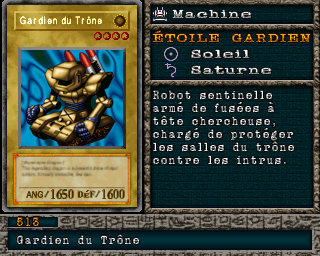 Gardien du Trône
ANG/1650 DéF/1600
Machine
ÉTOILE GARDIEN
Soleil
Saturne
Robot sentinelle
armé de fusées à
tête chercheuse,
chargé de protéger
les salles du trône
contre les intrus.
513
Gardien du Trône